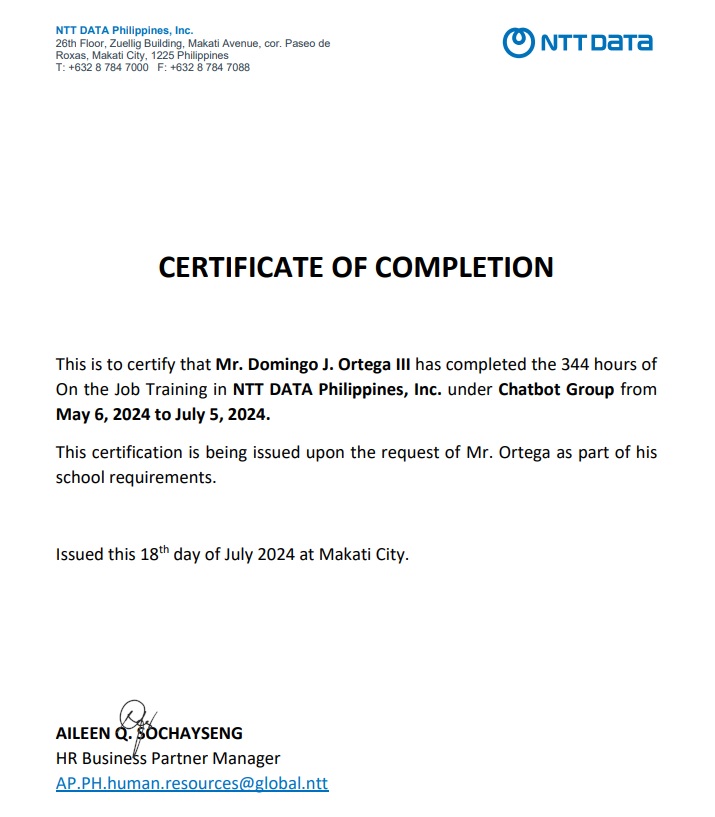 NTT DATA Philippines, Inc.
26th Floor, Zuellig Building, Makati Avenue, cor. Paseo de
Roxas, Makati City, 1225 Philippines
T: +632 8 784 7000 F: +632 8 784 7088
NTT DATA
CERTIFICATE OF COMPLETION
This is to certify that Mr. Domingo J. Ortega III has completed the 344 hours of
On the Job Training in NTT DATA Philippines, Inc. under Chatbot Group from
May 6, 2024 to July 5, 2024.
This certification is being issued upon the request of Mr. Ortega as part of his
school requirements.
Issued this 18th day of July 2024 at Makati City.
AILEEN Q. SOCHAYSENG
HR Business Partner Manager
AP.PH.human.resources@global.ntt